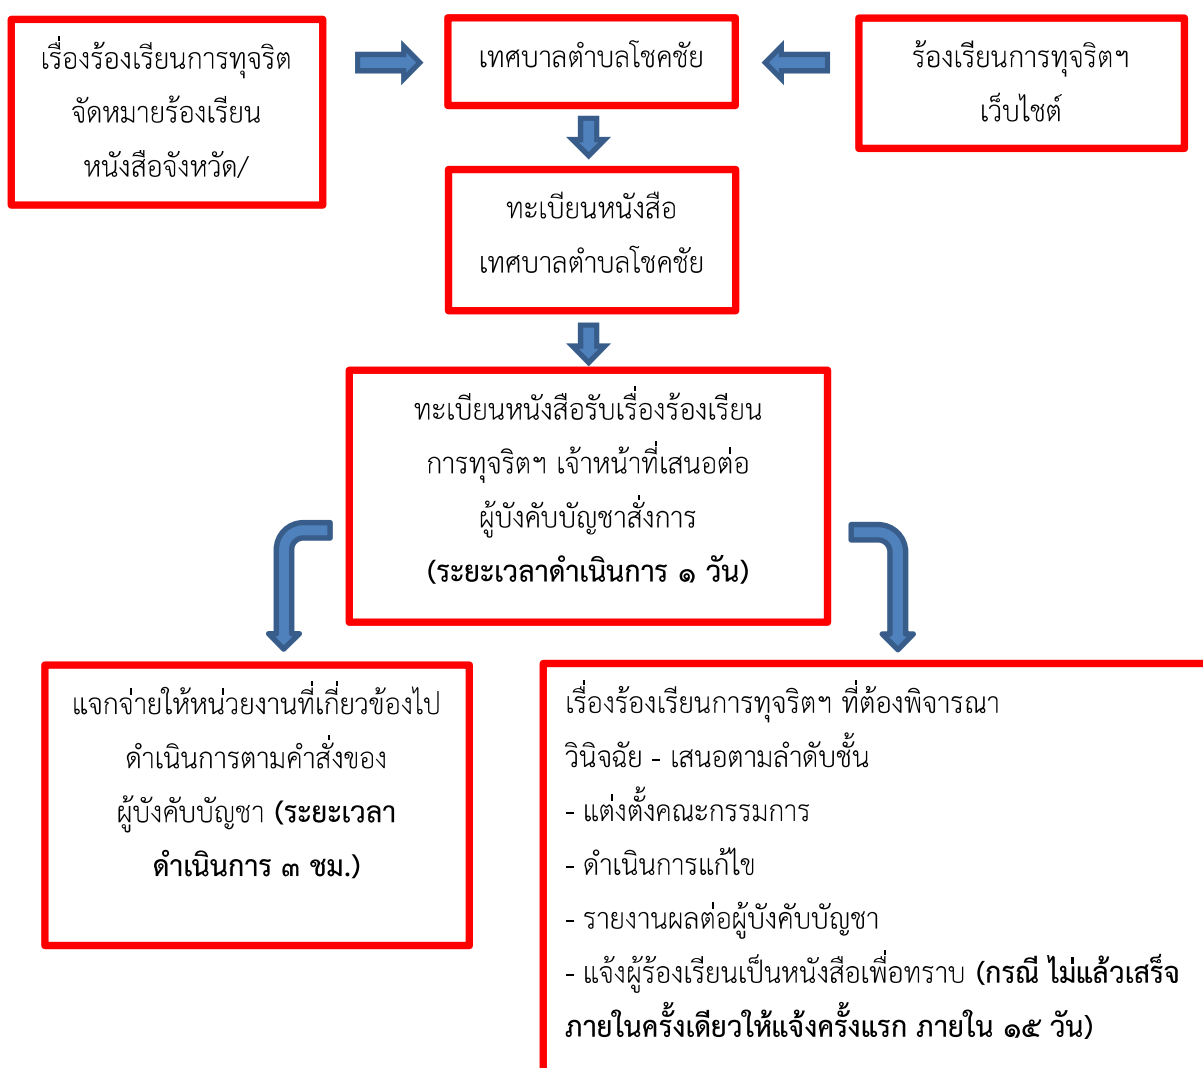 เรื่องร้องเรียนการทุจริต
จัดหมายร้องเรียน
หนังสือจังหวัด/
เทศบาลตำบลโชคชัย
ร้องเรียนการทุจริตฯ
เว็บไซต์
ทะเบียนหนังสือ
เทศบาลตำบลโชคชัย
ทะเบียนหนังสือรับเรื่องร้องเรียน
การทุจริตฯ เจ้าหน้าที่เสนอต่อ
ผู้บังคับบัญชาสั่งการ
(ระยะเวลาดำเนินการ ๑ วัน)
แจกจ่ายให้หน่วยงานที่เกี่ยวข้องไป
ดำเนินการตามคำสั่งของ
ผู้บังคับบัญชา (ระยะเวลา
ดำเนินการ ๓ ชม.)
เรื่องร้องเรียนการทุจริตฯ ที่ต้องพิจารณา
วินิจฉัย - เสนอตามลำดับชั้น
- แต่งตั้งคณะกรรมการ
- ดำเนินการแก้ไข
- รายงานผลต่อผู้บังคับบัญชา
- แจ้งผู้ร้องเรียนเป็นหนังสือเพื่อทราบ (กรณี ไม่แล้วเสร็จ
ภายในครั้งเดียวให้แจ้งครั้งแรก ภายใน ๑๕ วัน)